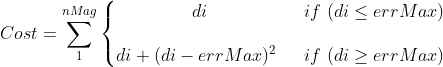 Cost = \sum_{1}^{nMag} \begin{cases} di & if\ (di \leq errMax) \\ di + (di - errMax)^2 & if\ (di \geq errMax) \end{cases}